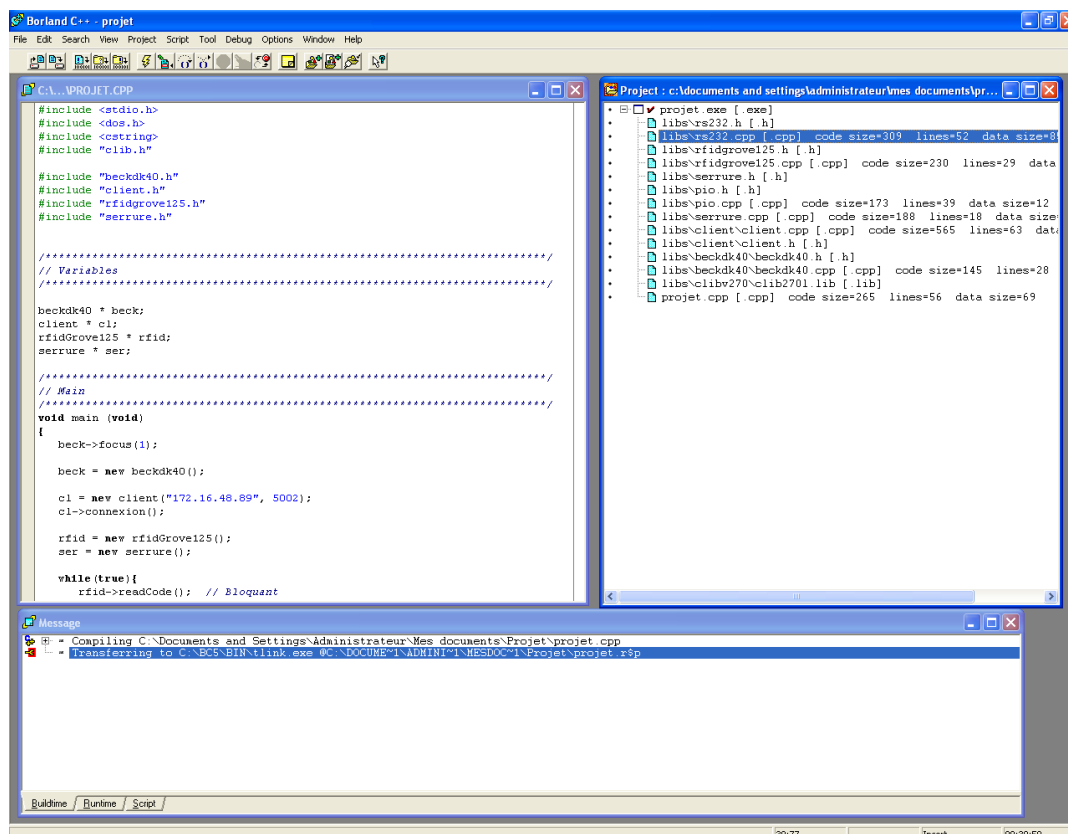 Borland C++ - projet
File Edit Search View Project Script Tool Debug Options Window Help
C:\...\PROJET.CPP
#include <stdio.h>
#include <dos.h>
#include <cstring>
#include "clib.h"
#include "beckdk40.h"
#include "client.h"
#include "rfidgrove125.h"
#include "serrure.h"
/***************************************************************************/
// Variables
/***************************************************************************/
beckdk40 * beck;
client * cl;
rfidGrove125 * rfid;
serrure * ser;
/***************************************************************************/
// Main
/***************************************************************************/
void main (void)
{
beck->focus(1);
beck = new beckdk40();
cl = new client("172.16.48.89", 5002);
cl->connexion();
rfid = new rfidGrove125();
ser = new serrure();
while(true){
rfid->readCode(); // Bloquant
Project : c:\documents and settings\administrateur\mes documents\pr...
projet.exe [.exe]
libs\rs232.h [.h]
libs\rs232.cpp [.cpp] code size=309 lines=52 data size=8
libs\rfidgrove125.h [.h]
libs\rfidgrove125.cpp [.cpp] code size=230 lines=29 data
libs\serrure.h [.h]
libs\pio.h [.h]
libs\pio.cpp [.cpp] code size=173 lines=39 data size=12
libs\serrure.cpp [.cpp] code size=188 lines=18 data size
libs\client\client.cpp [.cpp] code size=565 lines=63 data
libs\client\client.h [.h]
libs\beckdk40\beckdk40.h [.h]
libs\beckdk40\beckdk40.cpp [.cpp] code size=145 lines=28
libs\clibv270\clib270l.lib [.lib]
projet.cpp [.cpp] code size=265 lines=56 data size=69
Message
Compiling C:\Documents and Settings\Administrateur\Mes documents\Projet\projet.cpp
Transferring to C:\BC5\BIN\tlink.exe @C:\DOCUME~1\ADMINI~1\MESDOC~1\Projet\projet.r$p
Buildtime Runtime Script